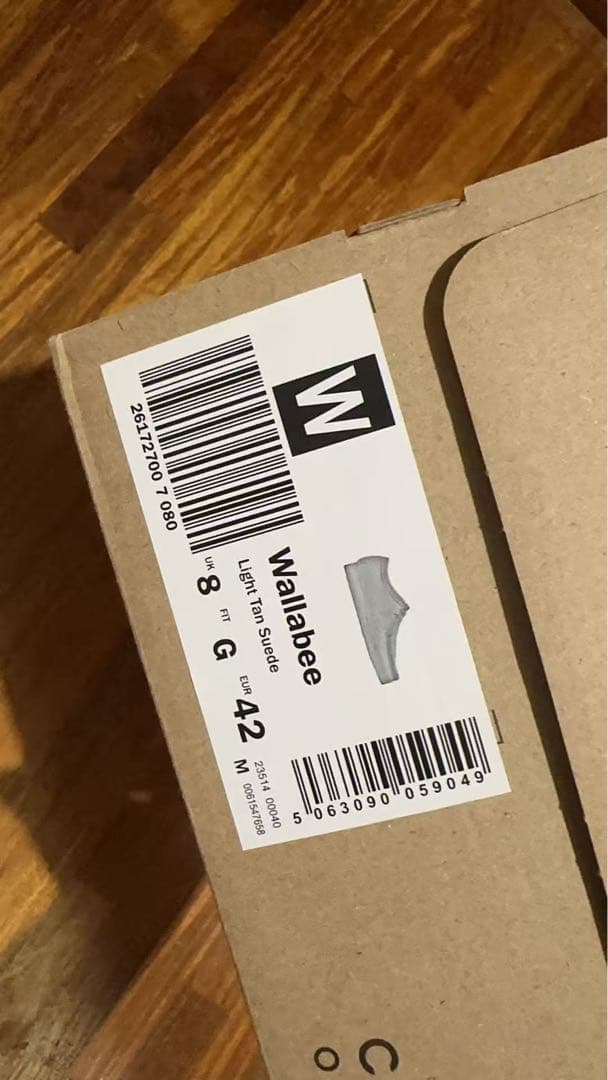 W
26172700 7 080
Wallabee
Light Tan Suede
UK 8 FIT G EUR 42 M
23514 00040
0061547658
5 063090 059049
C
O